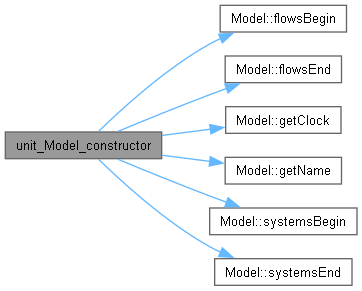 Model::flowsBegin
Model::flowsEnd
Model::getClock
unit_Model_constructor
Model::getName
Model::systemsBegin
Model::systemsEnd